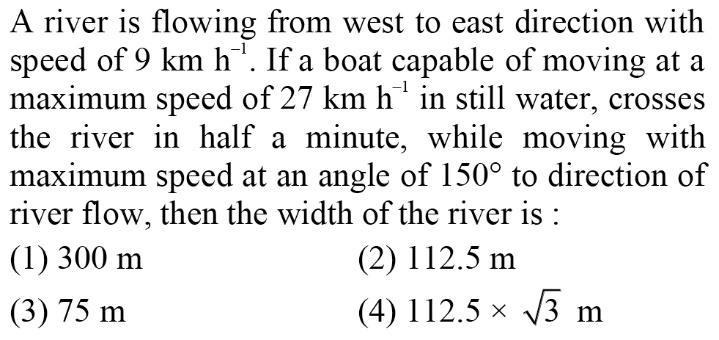 A river is flowing from west to east direction with
speed of 9 km h⁻¹. If a boat capable of moving at a
maximum speed of 27 km h⁻¹ in still water, crosses
the river in half a minute, while moving with
maximum speed at an angle of 150° to direction of
river flow, then the width of the river is :
(1) 300 m (2) 112.5 m
(3) 75 m (4) 112.5 × √3 m